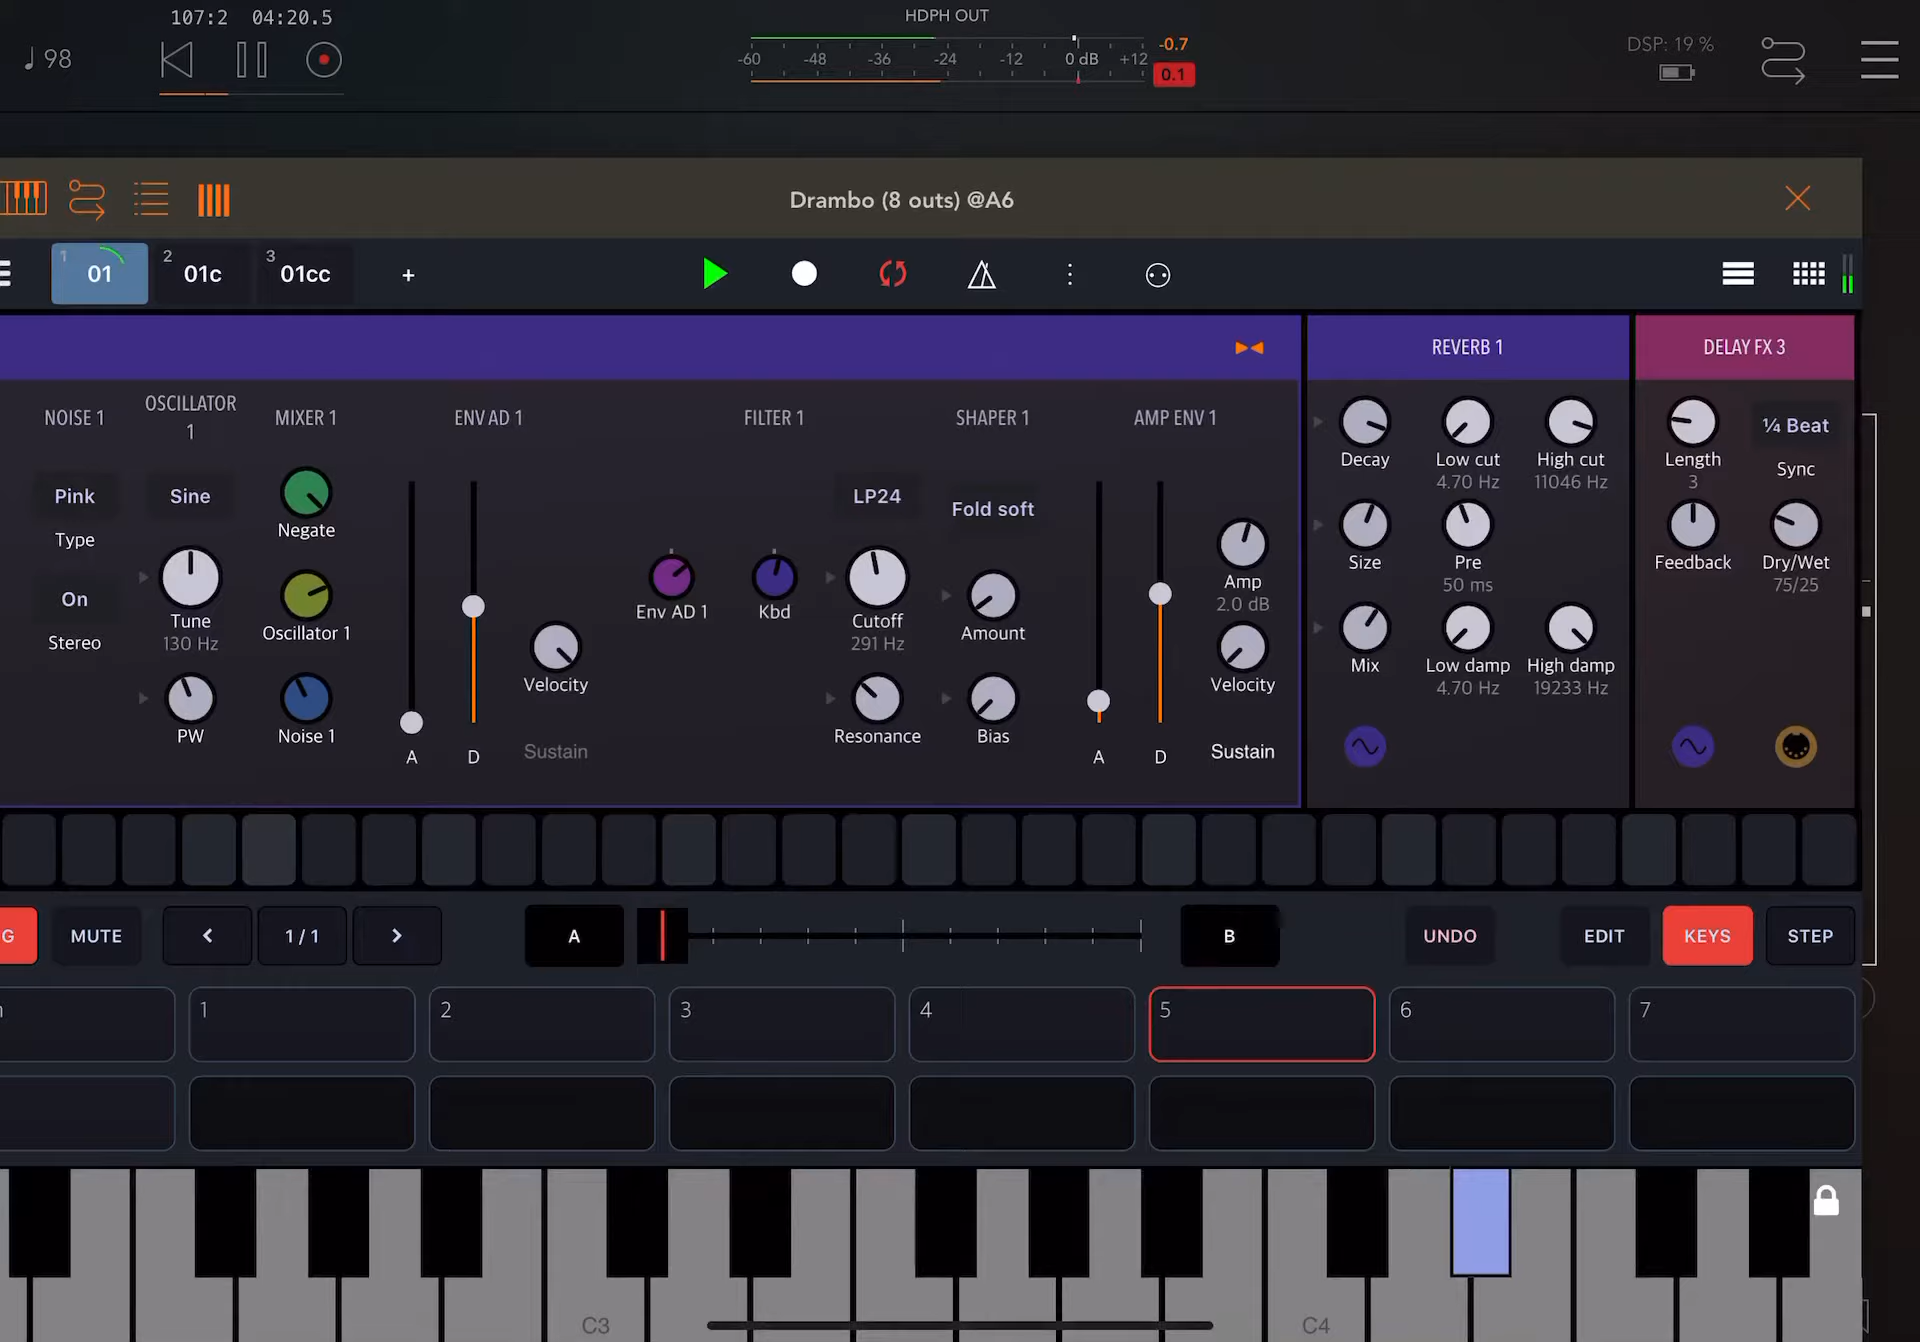 107:2 04:20.5
HDPH OUT
♩ 98
-60 -48 -36 -24 -12 0 dB +12
-0.7
0.1
DSP: 19 %
Drambo (8 outs) @A6
1 01
2 01c
3 01cc
+
REVERB 1
DELAY FX 3
NOISE 1
OSCILLATOR
1
MIXER 1
ENV AD 1
FILTER 1
SHAPER 1
AMP ENV 1
Pink
Type
On
Stereo
Sine
Tune
130 Hz
PW
Negate
Oscillator 1
Noise 1
A
D
Velocity
Sustain
Env AD 1
Kbd
LP24
Cutoff
291 Hz
Resonance
Fold soft
Amount
Bias
A
D
Amp
2.0 dB
Velocity
Sustain
Decay
Low cut
4.70 Hz
High cut
11046 Hz
Size
Pre
50 ms
Mix
Low damp
4.70 Hz
High damp
19233 Hz
Length
3
¼ Beat
Sync
Feedback
Dry/Wet
75/25
G
MUTE
<
1 / 1
>
A
B
UNDO
EDIT
KEYS
STEP
1
2
3
4
5
6
7
C3
C4